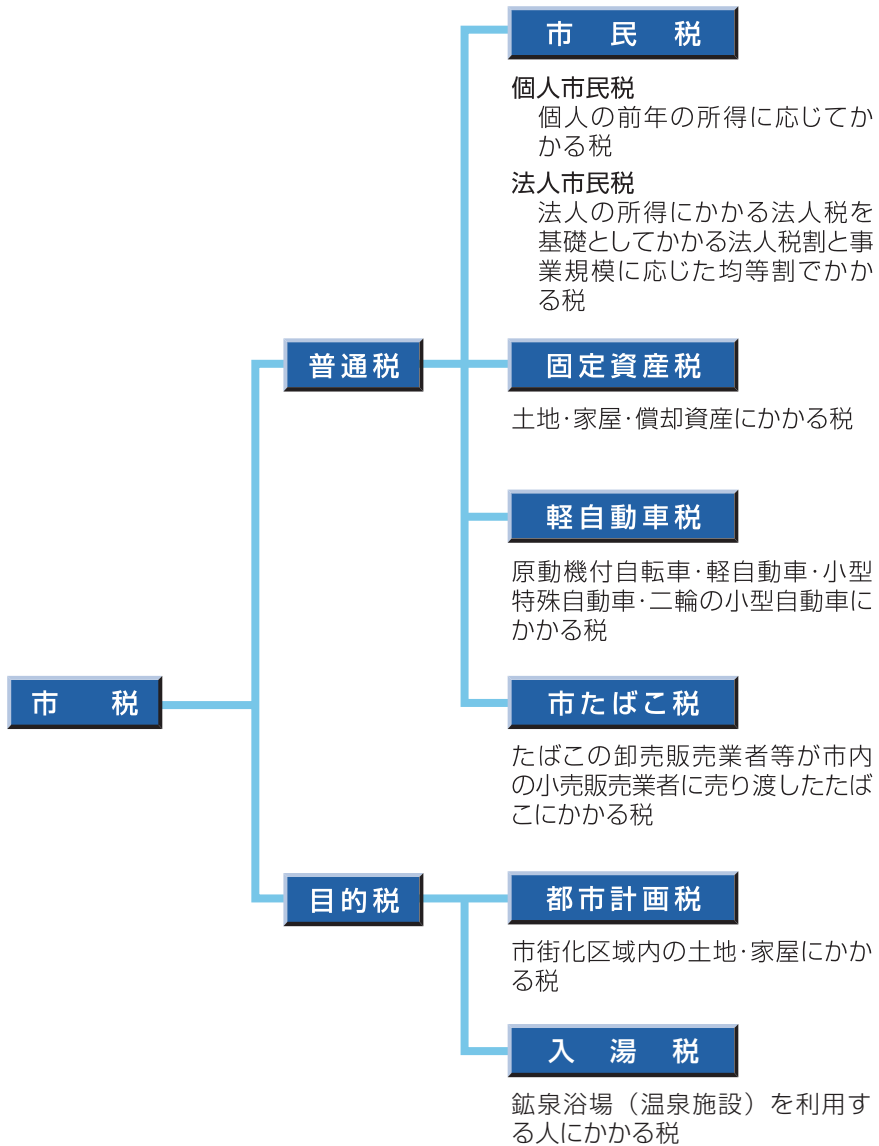 市民税
個人市民税
個人の前年の所得に応じてか
かる税
法人市民税
法人の所得にかかる法人税を
基礎としてかかる法人税割と事
業規模に応じた均等割でかか
る税
普通税
固定資産税
土地・家屋・償却資産にかかる税
軽自動車税
原動機付自転車・軽自動車・小型
特殊自動車・二輪の小型自動車に
かかる税
市税
市たばこ税
たばこの卸売販売業者等が市内
の小売販売業者に売り渡したたば
こにかかる税
目的税
都市計画税
市街化区域内の土地・家屋にかか
る税
入湯税
鉱泉浴場（温泉施設）を利用す
る人にかかる税